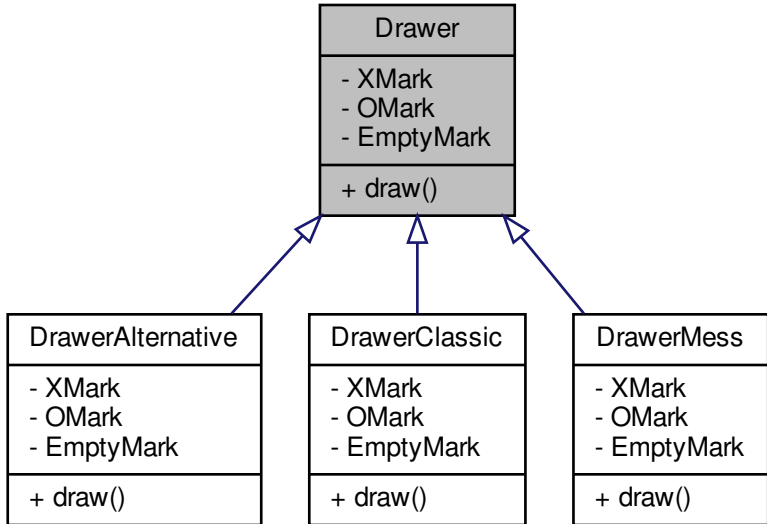 Drawer
- XMark
- OMark
- EmptyMark
+ draw()
DrawerAlternative
- XMark
- OMark
- EmptyMark
+ draw()
DrawerClassic
- XMark
- OMark
- EmptyMark
+ draw()
DrawerMess
- XMark
- OMark
- EmptyMark
+ draw()